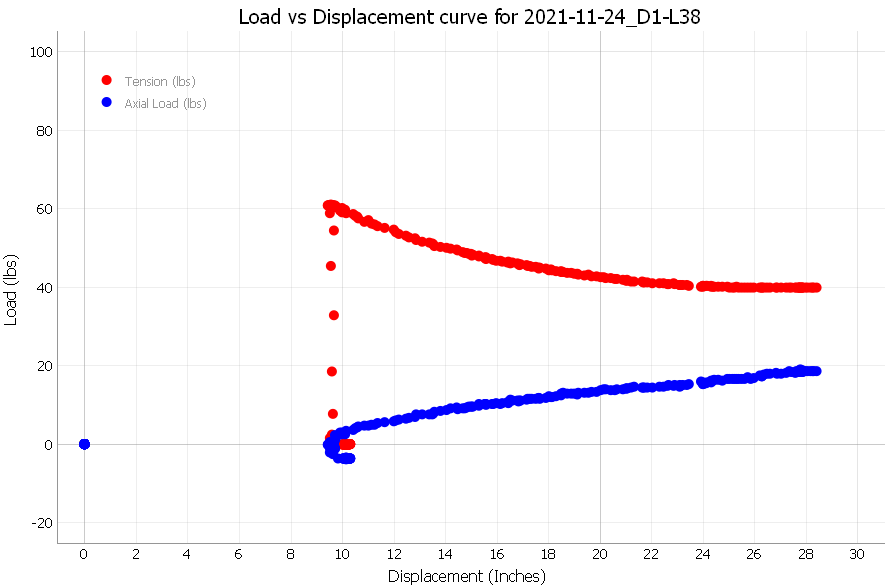 Load vs Displacement curve for 2021-11-24_D1-L38
100
Tension (lbs)
Axial Load (lbs)
80
60
40
20
0
-20
Load (lbs)
0 2 4 6 8 10 12 14 16 18 20 22 24 26 28 30
Displacement (Inches)